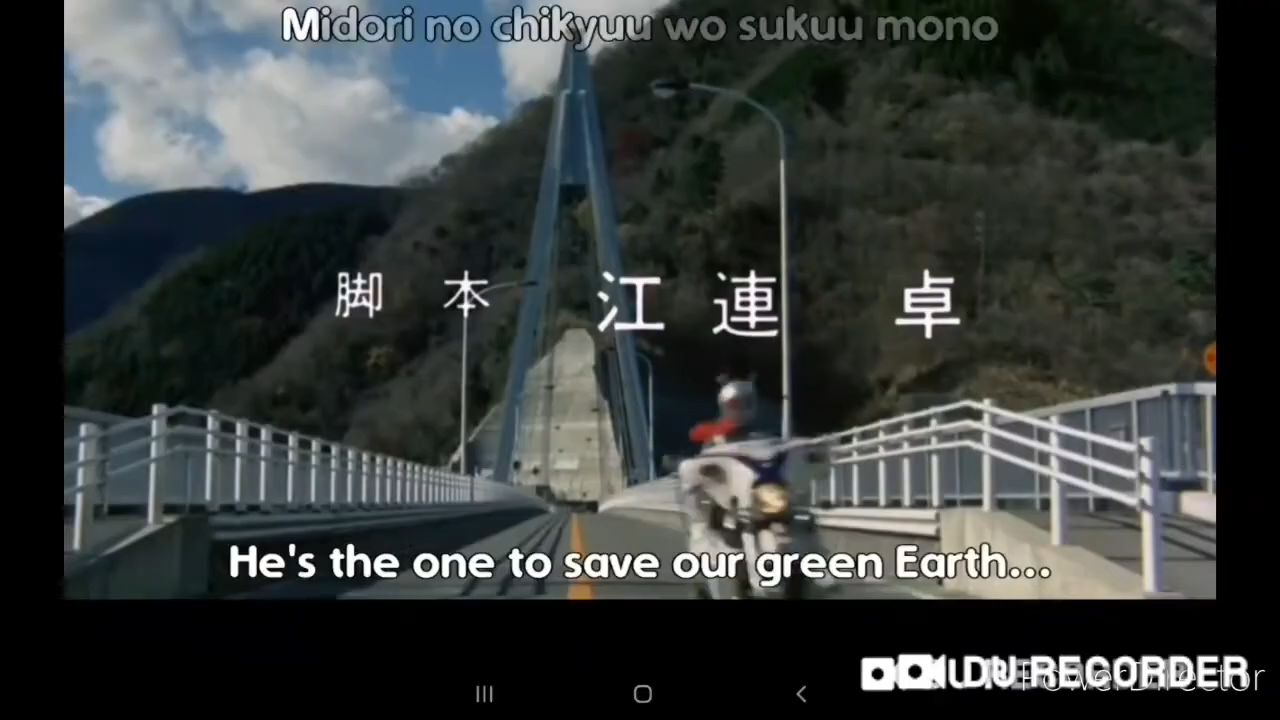 Midori no chikyuu wo sukuu mono
脚本 江連 卓
He's the one to save our green Earth...
DU RECORDER
PowerDirector